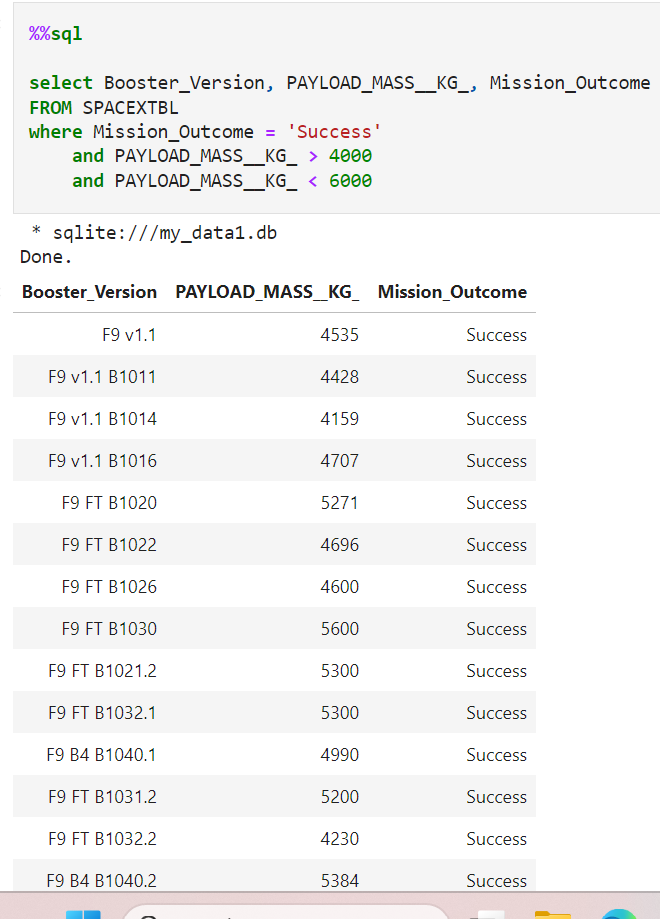 %%sql
select Booster_Version, PAYLOAD_MASS__KG_, Mission_Outcome
FROM SPACEXTBL
where Mission_Outcome = 'Success'
and PAYLOAD_MASS__KG_ > 4000
and PAYLOAD_MASS__KG_ < 6000
* sqlite:///my_data1.db
Done.
Booster_Version PAYLOAD_MASS__KG_ Mission_Outcome
F9 v1.1 4535 Success
F9 v1.1 B1011 4428 Success
F9 v1.1 B1014 4159 Success
F9 v1.1 B1016 4707 Success
F9 FT B1020 5271 Success
F9 FT B1022 4696 Success
F9 FT B1026 4600 Success
F9 FT B1030 5600 Success
F9 FT B1021.2 5300 Success
F9 FT B1032.1 5300 Success
F9 B4 B1040.1 4990 Success
F9 FT B1031.2 5200 Success
F9 FT B1032.2 4230 Success
F9 B4 B1040.2 5384 Success